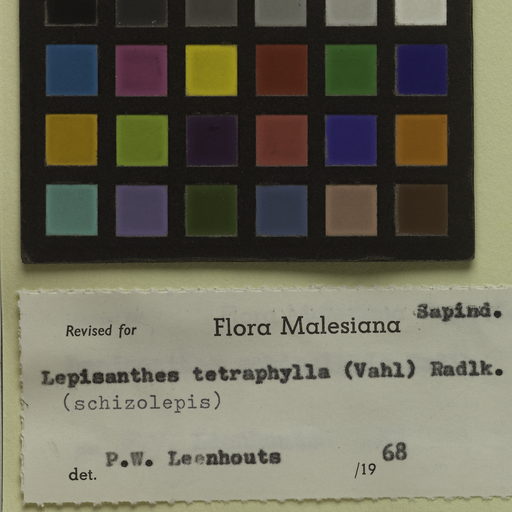 Sapind.
Revised for Flora Malesiana
Lepisanthes tetraphylla (Vahl) Radlk.
(schizolepis)
det. P.W. Leenhouts /19 68